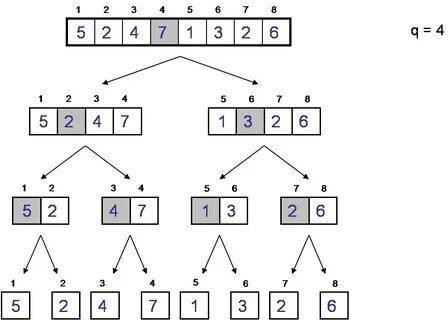 1 2 3 4 5 6 7 8
5 2 4 7 1 3 2 6
q = 4
1 2 3 4
5 2 4 7
5 6 7 8
1 3 2 6
1 2
5 2
3 4
4 7
5 6
1 3
7 8
2 6
1 2 3 4 5 6 7 8
5 2 4 7 1 3 2 6